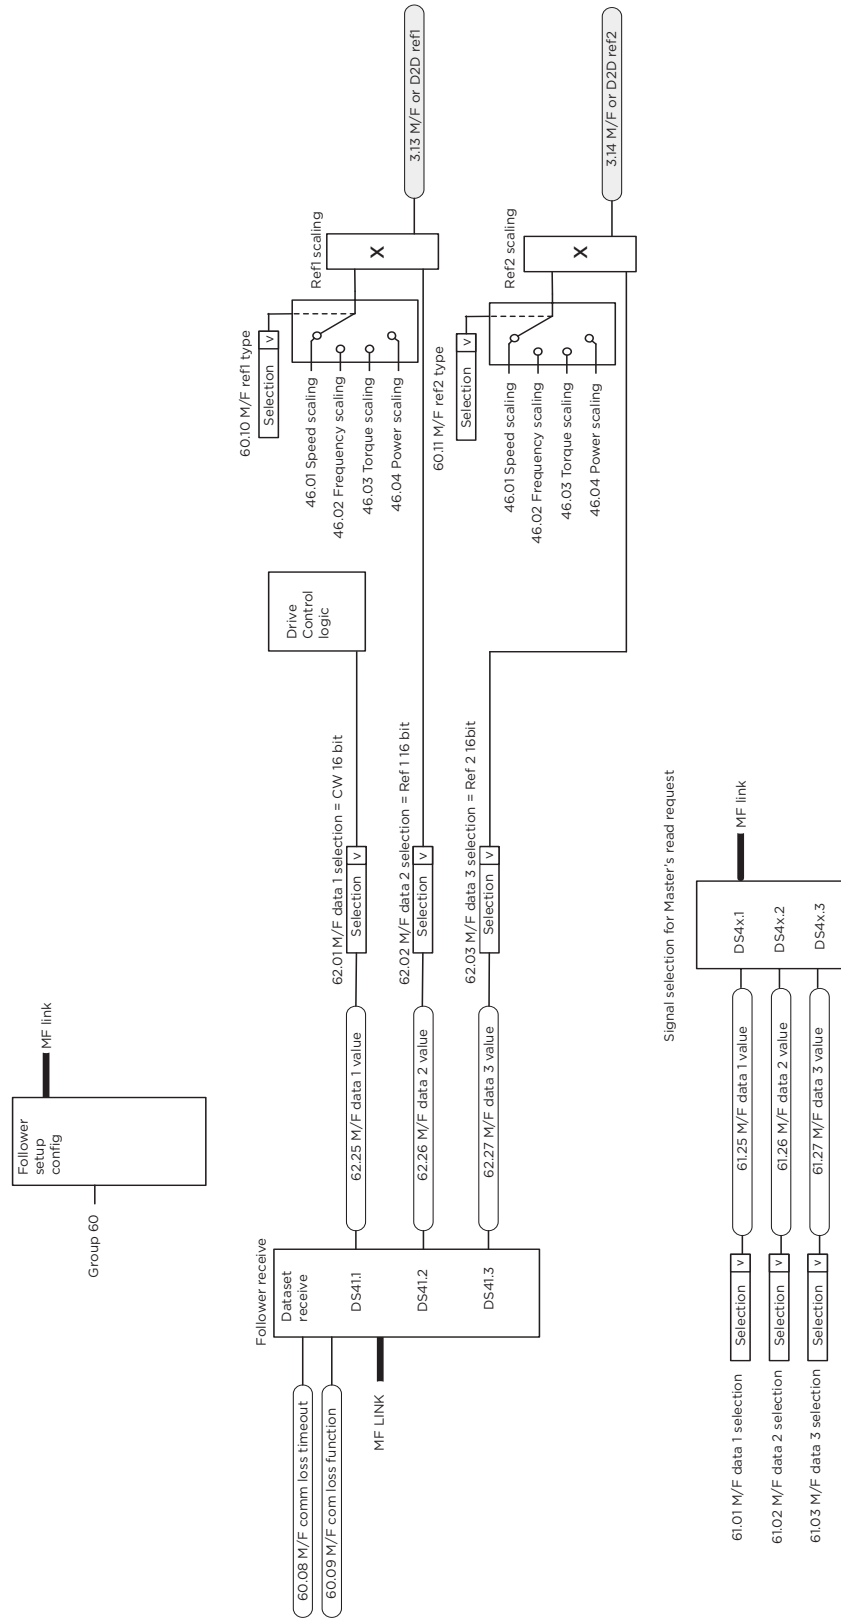 Group 60
Follower
setup
config
MF link
60.08 M/F comm loss timeout
60.09 M/F com loss function
MF LINK
Follower receive
Dataset
receive
DS41.1
DS41.2
DS41.3
62.25 M/F data 1 value
62.26 M/F data 2 value
62.27 M/F data 3 value
62.01 M/F data 1 selection = CW 16 bit
Selection v
62.02 M/F data 2 selection = Ref 1 16 bit
Selection v
62.03 M/F data 3 selection = Ref 2 16bit
Selection v
Drive
Control
logic
60.10 M/F ref1 type
Selection v
46.01 Speed scaling
46.02 Frequency scaling
46.03 Torque scaling
46.04 Power scaling
Ref1 scaling
X
3.13 M/F or D2D ref1
60.11 M/F ref2 type
Selection v
46.01 Speed scaling
46.02 Frequency scaling
46.03 Torque scaling
46.04 Power scaling
Ref2 scaling
X
3.14 M/F or D2D ref2
Signal selection for Master's read request
61.01 M/F data 1 selection
Selection v
61.25 M/F data 1 value
DS4x.1
MF link
61.02 M/F data 2 selection
Selection v
61.26 M/F data 2 value
DS4x.2
61.03 M/F data 3 selection
Selection v
61.27 M/F data 3 value
DS4x.3